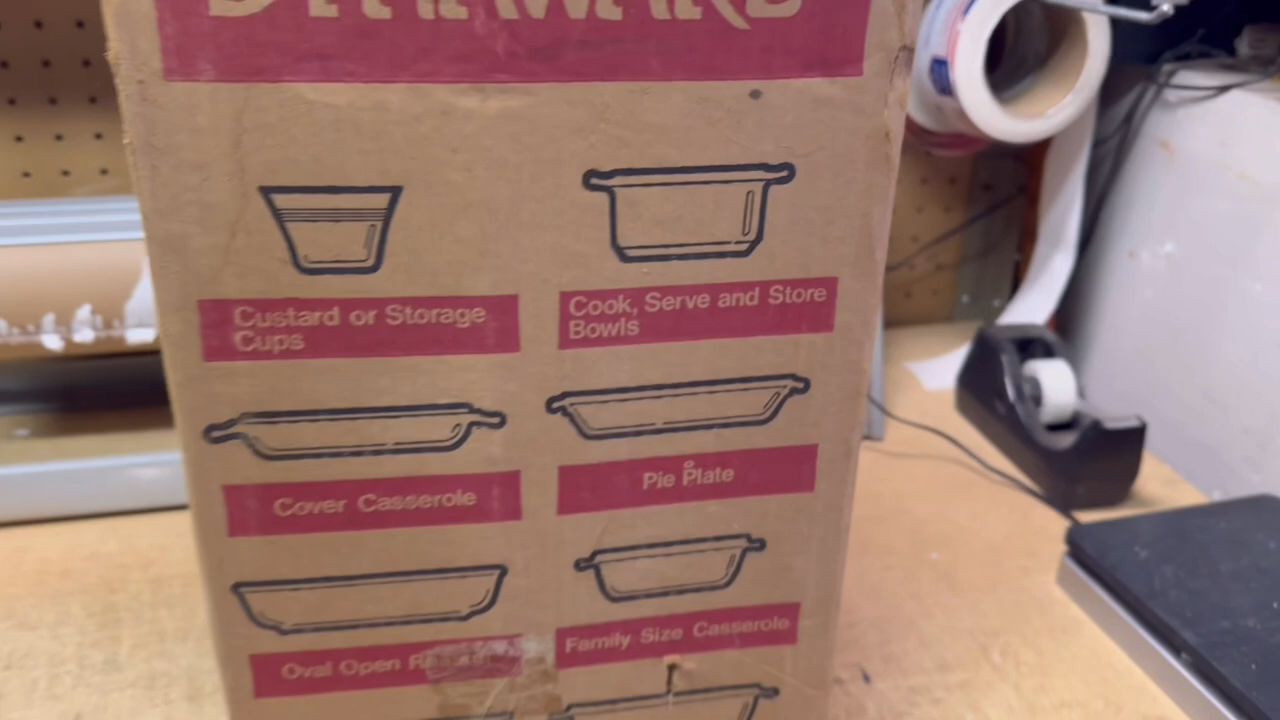 Custard or Storage
Cups
Cook, Serve and Store
Bowls
Cover Casserole
Pie Plate
Oval Open
Family Size Casserole